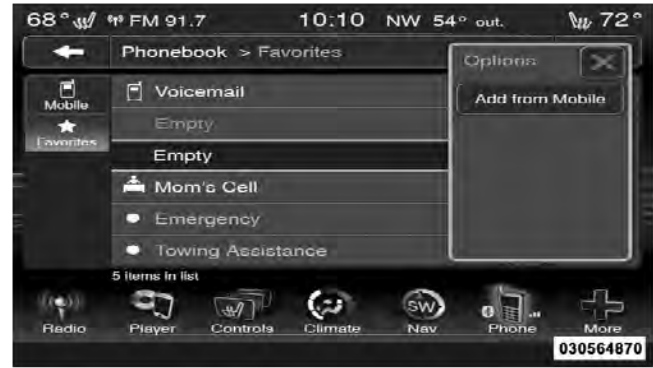 68° FM 91.7 10:10 NW 54° out. 72°
Phonebook > Favorites
Options
Mobile
Voicemail
Add from Mobile
Empty
Favorites
Empty
Mom's Cell
Emergency
Towing Assistance
5 items in list
SW
Radio Player Controls Climate Nav Phone More
030564870